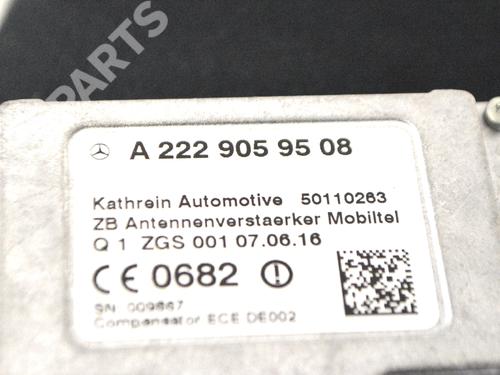 PARTS
A 222 905 95 08
Kathrein Automotive 50110263
ZB Antennenverstaerker Mobiltel
Q 1 ZGS 001 07.06.16
CE 0682
SN 009667
Compensator ECE DE002